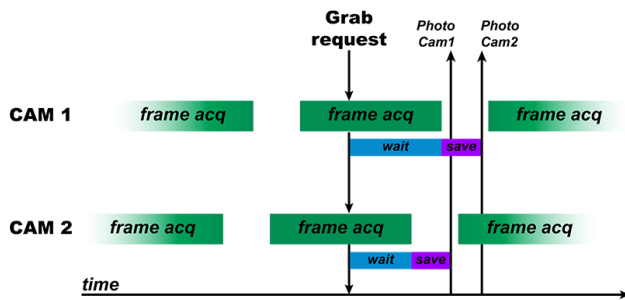 Grab
request
Photo
Cam1
Photo
Cam2
CAM 1
frame acq
frame acq
frame acq
wait
save
CAM 2
frame acq
frame acq
frame acq
wait
save
time